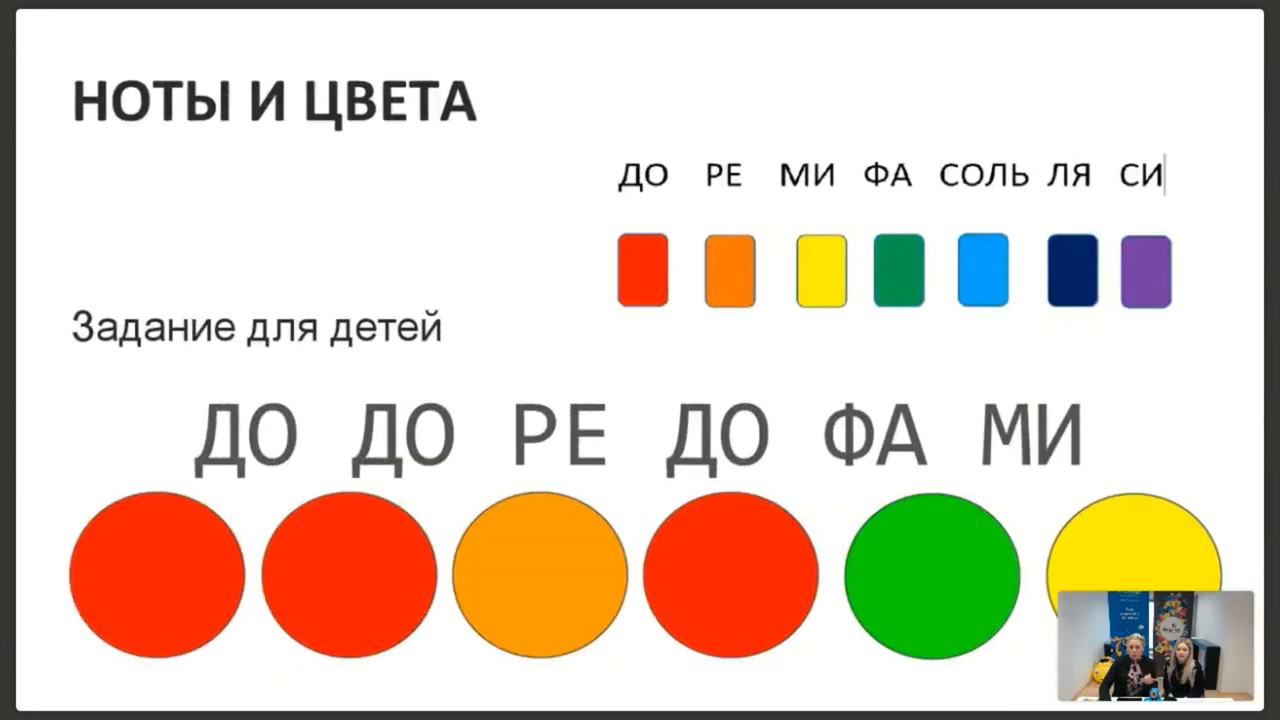 НОТЫ И ЦВЕТА
ДО РЕ МИ ФА СОЛЬ ЛЯ СИ
Задание для детей
ДО ДО РЕ ДО ФА МИ